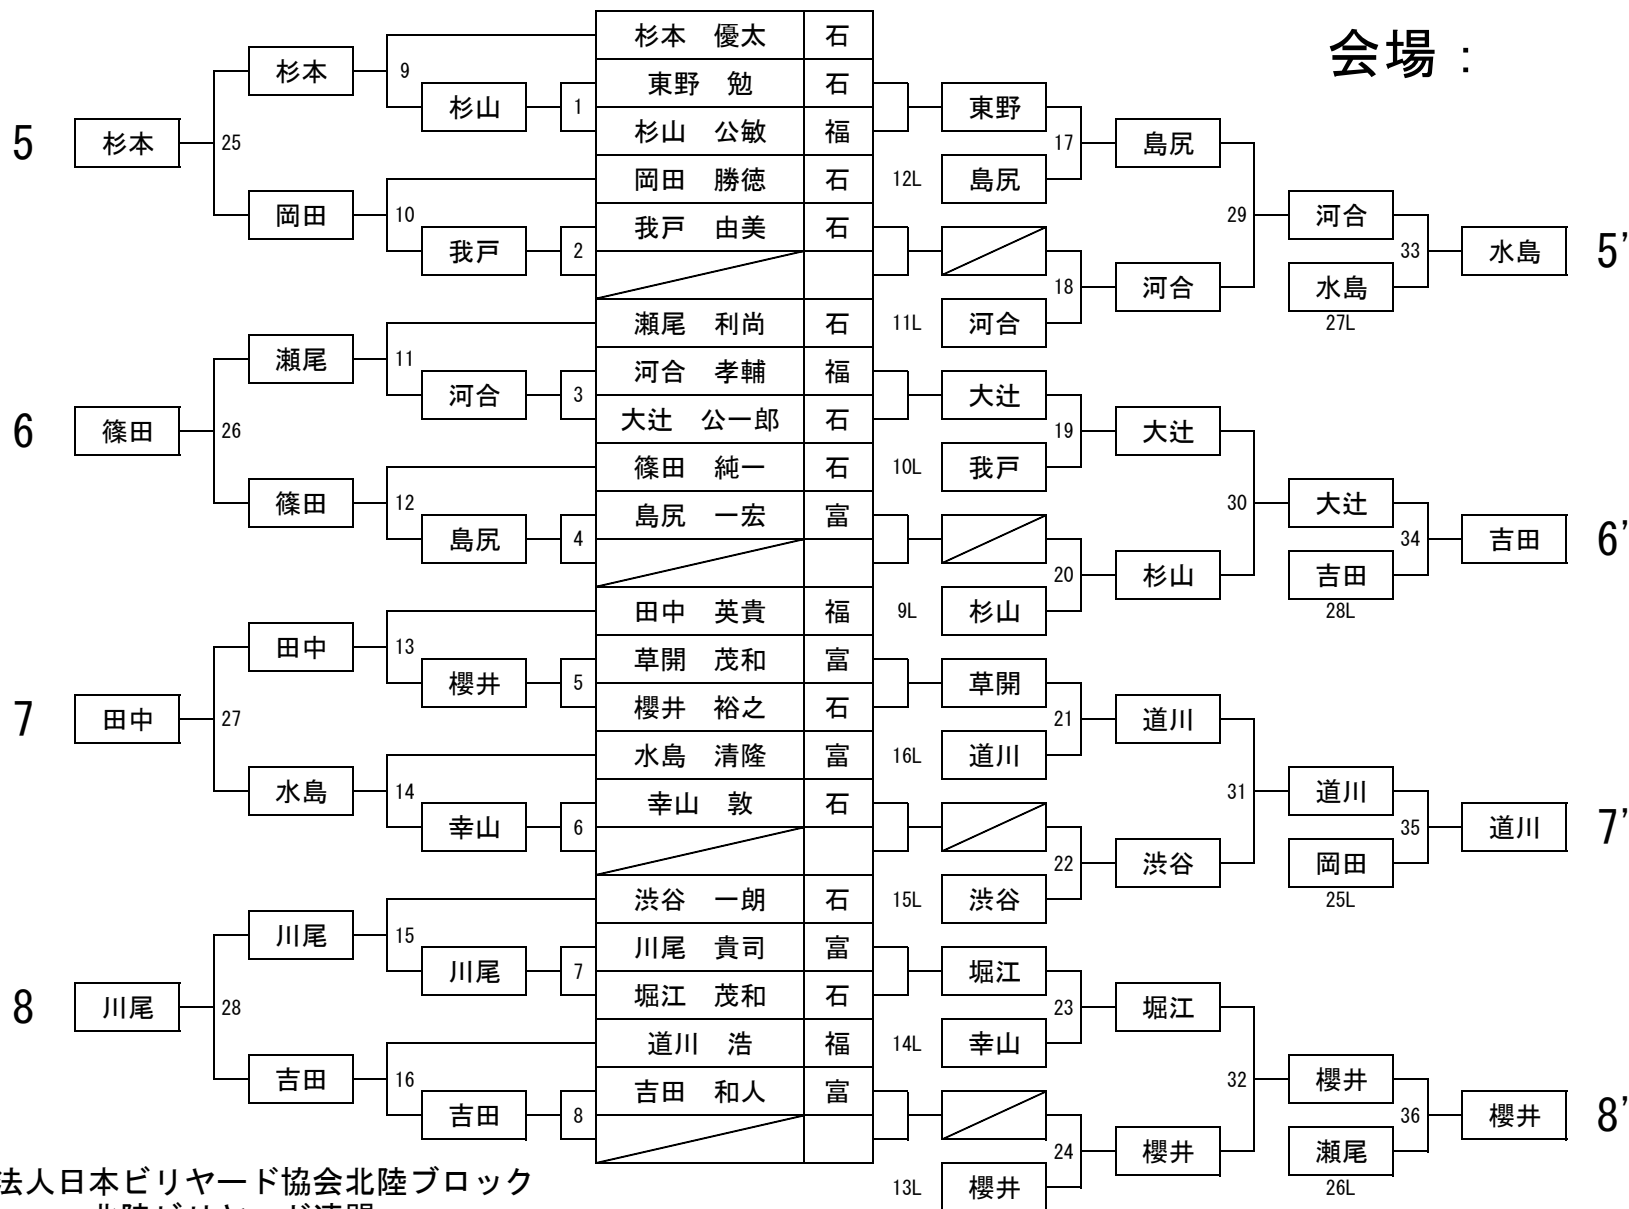 会場：
杉本　優太 石
杉本 9 東野　勉 石
杉山 1 東野
5 杉本 25 杉山　公敏 福 17 島尻
岡田　勝徳 石 12L 島尻
岡田 10 我戸　由美 石 29 河合
我戸 2 33 水島 5'
18 河合 水島
瀬尾　利尚 石 11L 河合 27L
瀬尾 11 河合　孝輔 福
河合 3 大辻
6 篠田 26 大辻　公一郎 石 19 大辻
篠田　純一 石 10L 我戸
篠田 12 島尻　一宏 富 30 大辻
島尻 4 34 吉田 6'
20 杉山 吉田
田中　英貴 福 9L 杉山 28L
田中 13 草開　茂和 富
櫻井 5 草開
7 田中 27 櫻井　裕之 石 21 道川
水島　清隆 富 16L 道川
水島 14 幸山　敦 石 31 道川
幸山 6 35 道川 7'
22 渋谷 岡田
渋谷　一朗 石 15L 渋谷 25L
川尾 15 川尾　貴司 富
川尾 7 堀江
8 川尾 28 堀江　茂和 石 23 堀江
道川　浩 福 14L 幸山
吉田 16 吉田　和人 富 32 櫻井
吉田 8 36 櫻井 8'
24 櫻井 瀬尾
13L 櫻井 26L
法人日本ビリヤード協会北陸ブロック